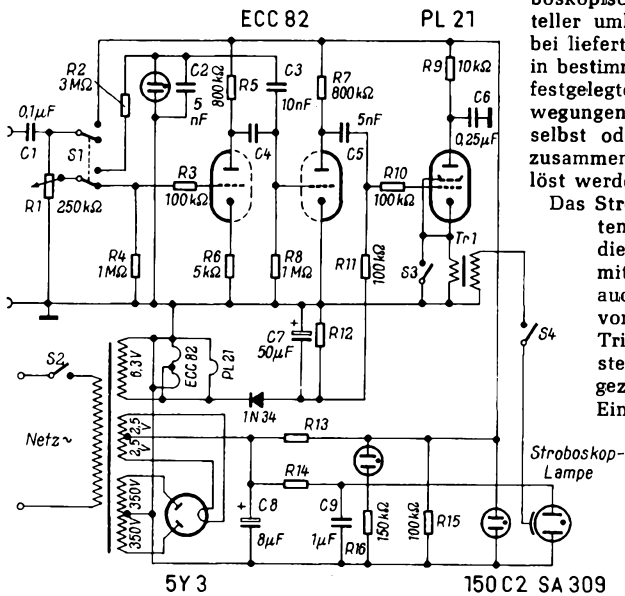 ECC 82
PL 21
R2
3MΩ
C2
5
nF
800kΩ
R5
C3
10nF
R7
800kΩ
5nF
R9
10kΩ
C6
0,25µF
0,1µF
C1
S1
R1
250kΩ
R3
100kΩ
C4
C5
R10
100kΩ
R4
1MΩ
R6
5kΩ
R8
1MΩ
R11
100kΩ
S3
Tr1
S4
C7
50µF
R12
6,3V
ECC 82
PL 21
1N34
S2
Netz~
2,5
V
2,5
V
350V
350V
R13
R14
C8
8µF
C9
1µF
R16
150kΩ
100kΩ
R15
Stroboskop-
Lampe
5Y3
150C2
SA 309
boskopisch
teller uml
bei liefert
in bestimm
festgelegte
wegungen
selbst od
zusammen
löst werde
Das Str
ten
die
mit
auc
vor
Tri
ste
gez
Ein